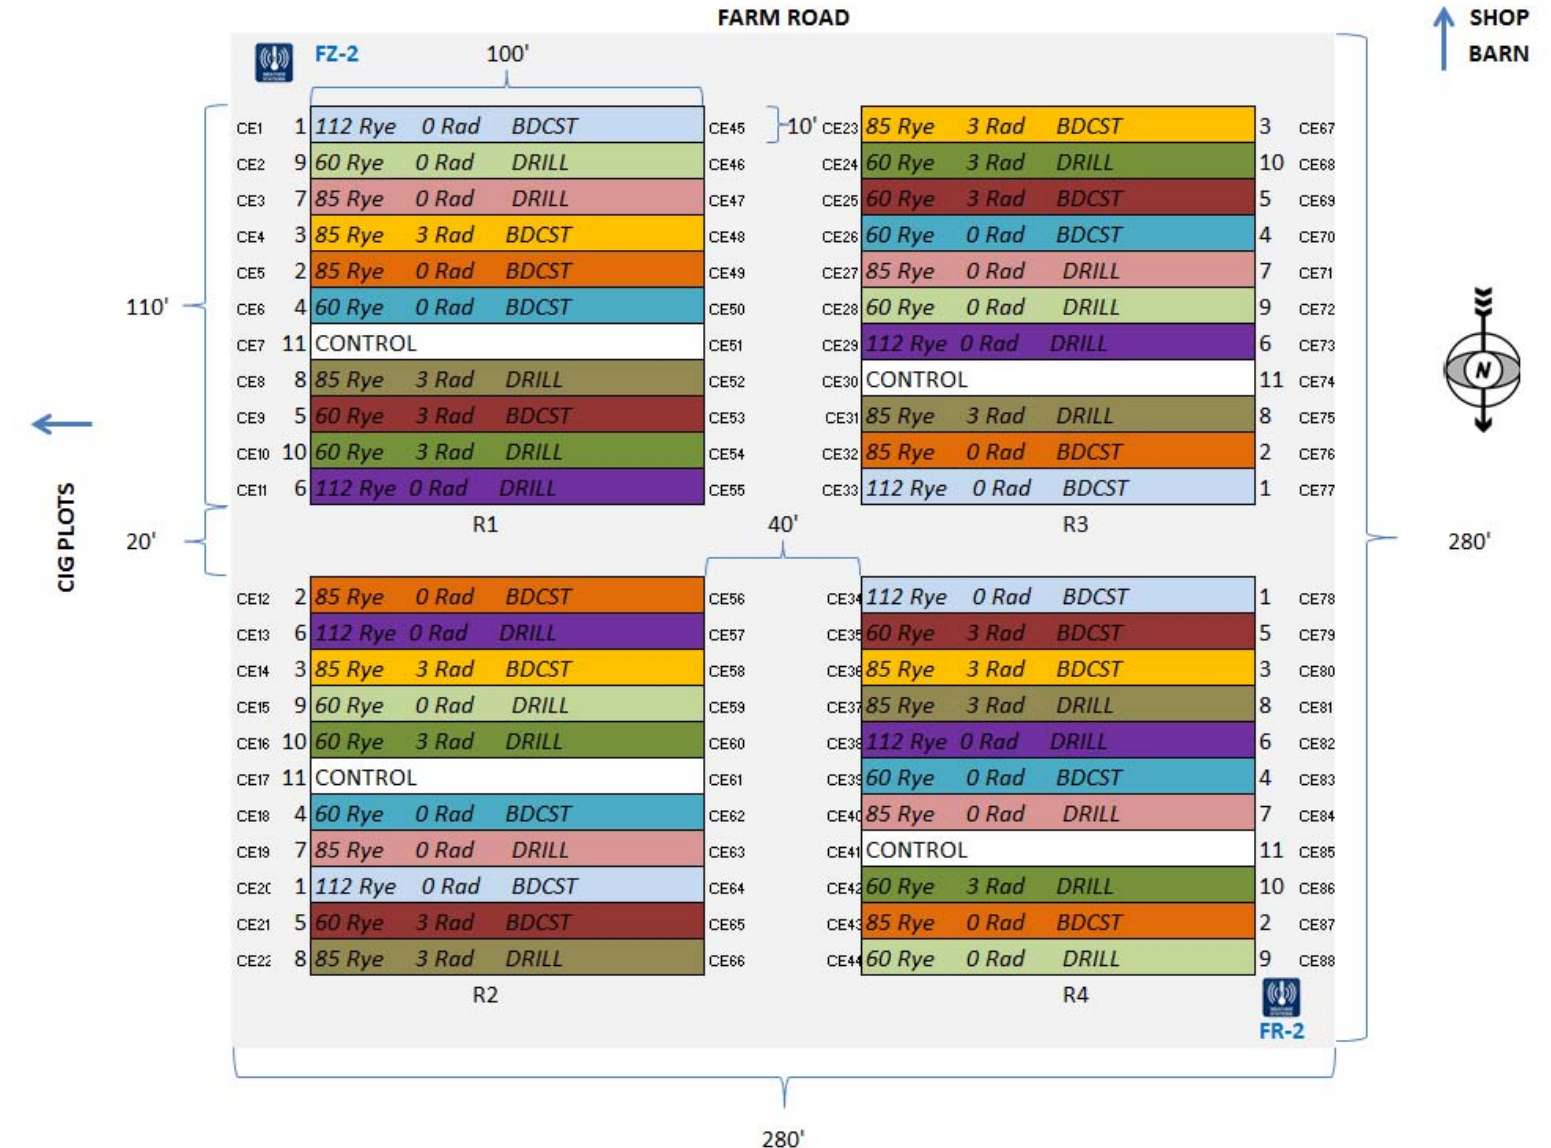 FARM ROAD
SHOP
BARN
FZ-2
100'
CE1 1 112 Rye 0 Rad BDCST CE45 10' CE23 85 Rye 3 Rad BDCST 3 CE67
CE2 9 60 Rye 0 Rad DRILL CE46 CE24 60 Rye 3 Rad DRILL 10 CE68
CE3 7 85 Rye 0 Rad DRILL CE47 CE25 60 Rye 3 Rad BDCST 5 CE69
CE4 3 85 Rye 3 Rad BDCST CE48 CE26 60 Rye 0 Rad BDCST 4 CE70
CE5 2 85 Rye 0 Rad BDCST CE49 CE27 85 Rye 0 Rad DRILL 7 CE71
110'
CE6 4 60 Rye 0 Rad BDCST CE50 CE28 60 Rye 0 Rad DRILL 9 CE72
CE7 11 CONTROL CE51 CE29 112 Rye 0 Rad DRILL 6 CE73
N
CE8 8 85 Rye 3 Rad DRILL CE52 CE30 CONTROL 11 CE74
CE9 5 60 Rye 3 Rad BDCST CE53 CE31 85 Rye 3 Rad DRILL 8 CE75
CE10 10 60 Rye 3 Rad DRILL CE54 CE32 85 Rye 0 Rad BDCST 2 CE76
CE11 6 112 Rye 0 Rad DRILL CE55 CE33 112 Rye 0 Rad BDCST 1 CE77
CIG PLOTS
R1
40'
R3
20'
280'
CE12 2 85 Rye 0 Rad BDCST CE56 CE34 112 Rye 0 Rad BDCST 1 CE78
CE13 6 112 Rye 0 Rad DRILL CE57 CE35 60 Rye 3 Rad BDCST 5 CE79
CE14 3 85 Rye 3 Rad BDCST CE58 CE36 85 Rye 3 Rad BDCST 3 CE80
CE15 9 60 Rye 0 Rad DRILL CE59 CE37 85 Rye 3 Rad DRILL 8 CE81
CE16 10 60 Rye 3 Rad DRILL CE60 CE38 112 Rye 0 Rad DRILL 6 CE82
CE17 11 CONTROL CE61 CE39 60 Rye 0 Rad BDCST 4 CE83
CE18 4 60 Rye 0 Rad BDCST CE62 CE40 85 Rye 0 Rad DRILL 7 CE84
CE19 7 85 Rye 0 Rad DRILL CE63 CE41 CONTROL 11 CE85
CE20 1 112 Rye 0 Rad BDCST CE64 CE42 60 Rye 3 Rad DRILL 10 CE86
CE21 5 60 Rye 3 Rad BDCST CE65 CE43 85 Rye 0 Rad BDCST 2 CE87
CE22 8 85 Rye 3 Rad DRILL CE66 CE44 60 Rye 0 Rad DRILL 9 CE88
R2
R4
FR-2
280'